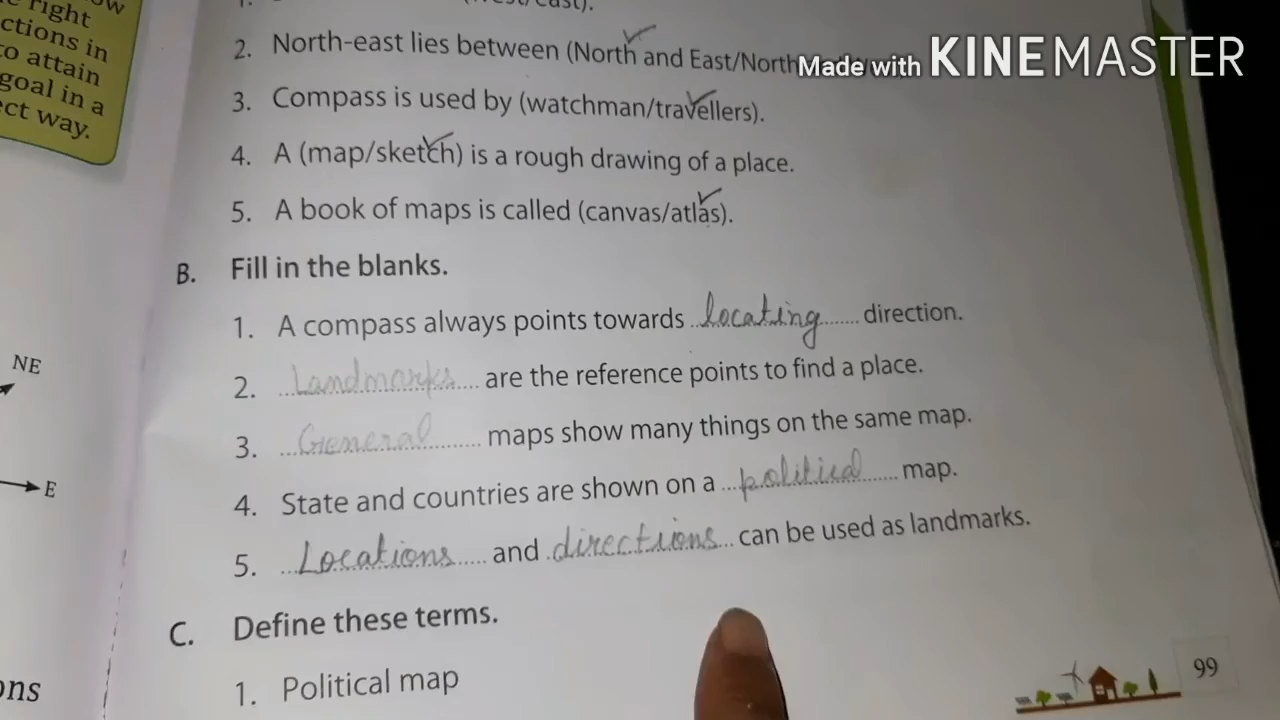 right
ctions in
o attain
goal in a
ect way.
2. North-east lies between (North and East/North
Made with KINEMASTER
3. Compass is used by (watchman/travellers).
4. A (map/sketch) is a rough drawing of a place.
5. A book of maps is called (canvas/atlas).
B. Fill in the blanks.
1. A compass always points towards locating direction.
2. Landmarks are the reference points to find a place.
3. General maps show many things on the same map.
4. State and countries are shown on a political map.
5. Locations and directions can be used as landmarks.
C. Define these terms.
1. Political map
NE
E
ons
99